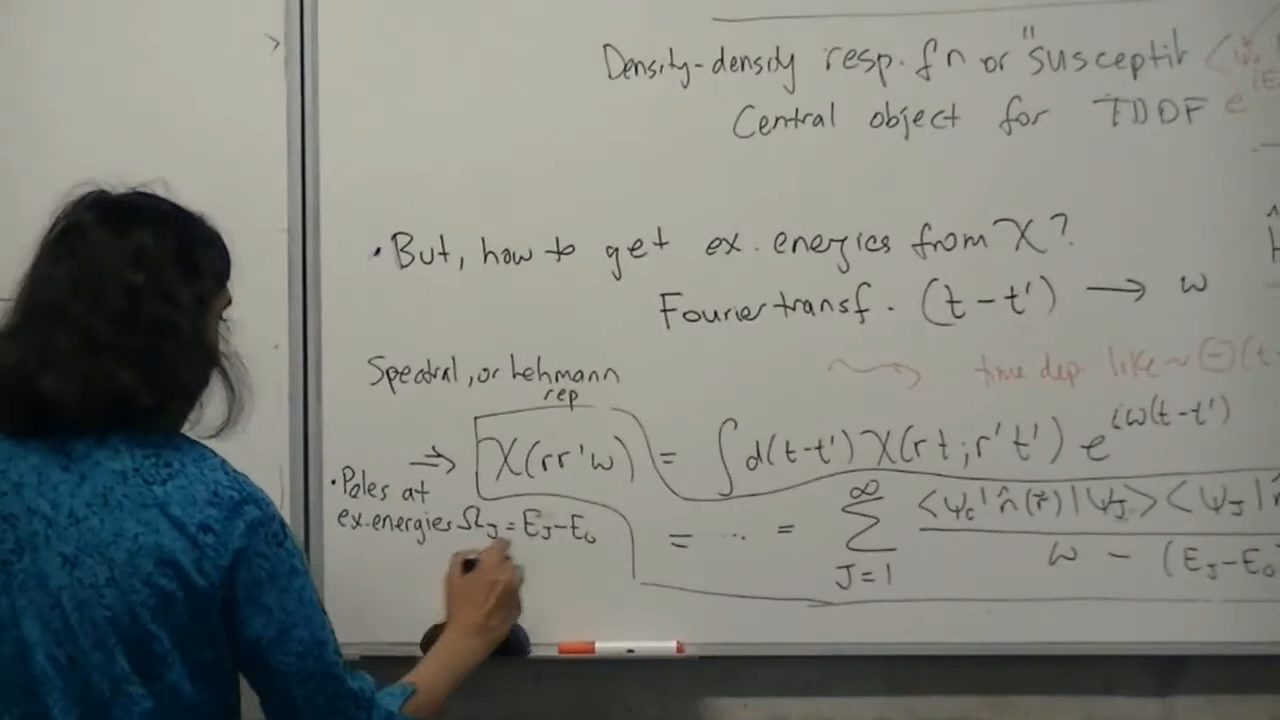 Density-density resp. fn or "susceptib
Central object for TDDF
e
• But, how to get ex. energies from χ?
Fourier transf. (t-t') → ω
time dep. like ~ Θ(t-
Spectral, or Lehmann
rep
⇒ χ(rr'ω) = ∫d(t-t') χ(rt;r't') e^{iω(t-t')}
• Poles at
ex. energies Ω_J = E_J - E_0
= ... = ∑_{J=1}^{∞} <Ψ_0|n̂(r)|Ψ_J><Ψ_J|n̂
ω - (E_J - E_0